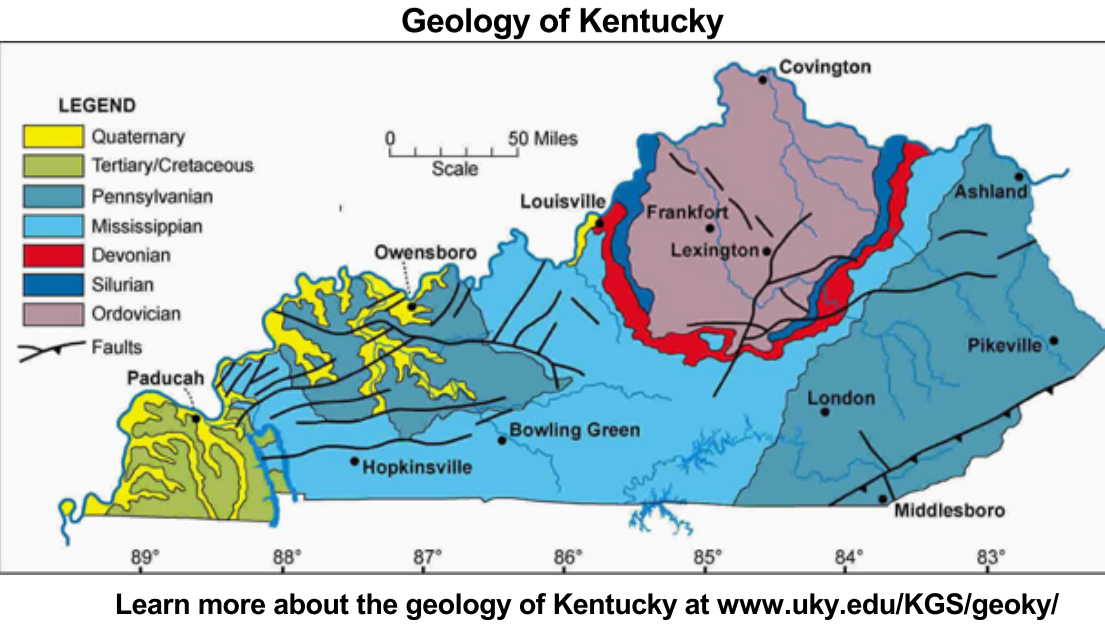 Geology of Kentucky
Covington
LEGEND
Quaternary
0 50 Miles
Scale
Tertiary/Cretaceous
Pennsylvanian
Ashland
Louisville
Frankfort
Mississippian
Lexington
Devonian
Owensboro
Silurian
Ordovician
Faults
Pikeville
Paducah
London
Bowling Green
Hopkinsville
Middlesboro
89° 88° 87° 86° 85° 84° 83°
Learn more about the geology of Kentucky at www.uky.edu/KGS/geoky/